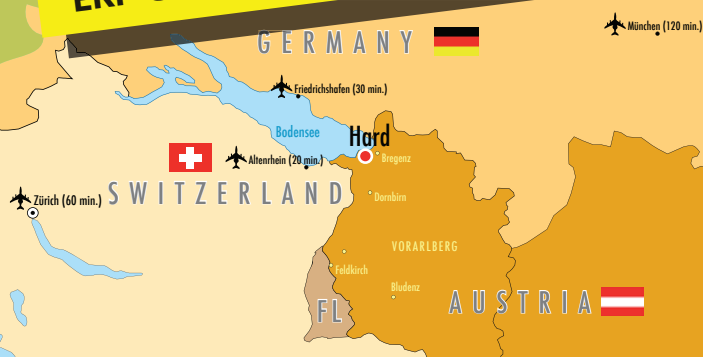 GERMANY
München (120 min.)
Friedrichshafen (30 min.)
Bodensee
Hard
Bregenz
Altenrhein (20 min.)
SWITZERLAND
Zürich (60 min.)
Dornbirn
VORARLBERG
Feldkirch
Bludenz
FL
AUSTRIA